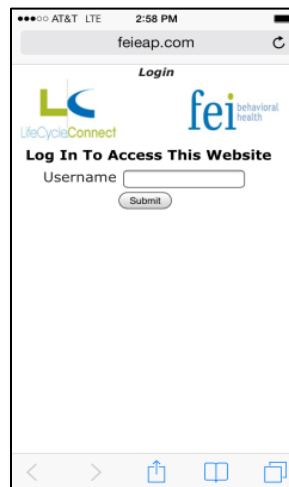 AT&T LTE 2:58 PM
feieap.com
Login
LC
LifeCycleConnect
fei behavioral health
Log In To Access This Website
Username
Submit